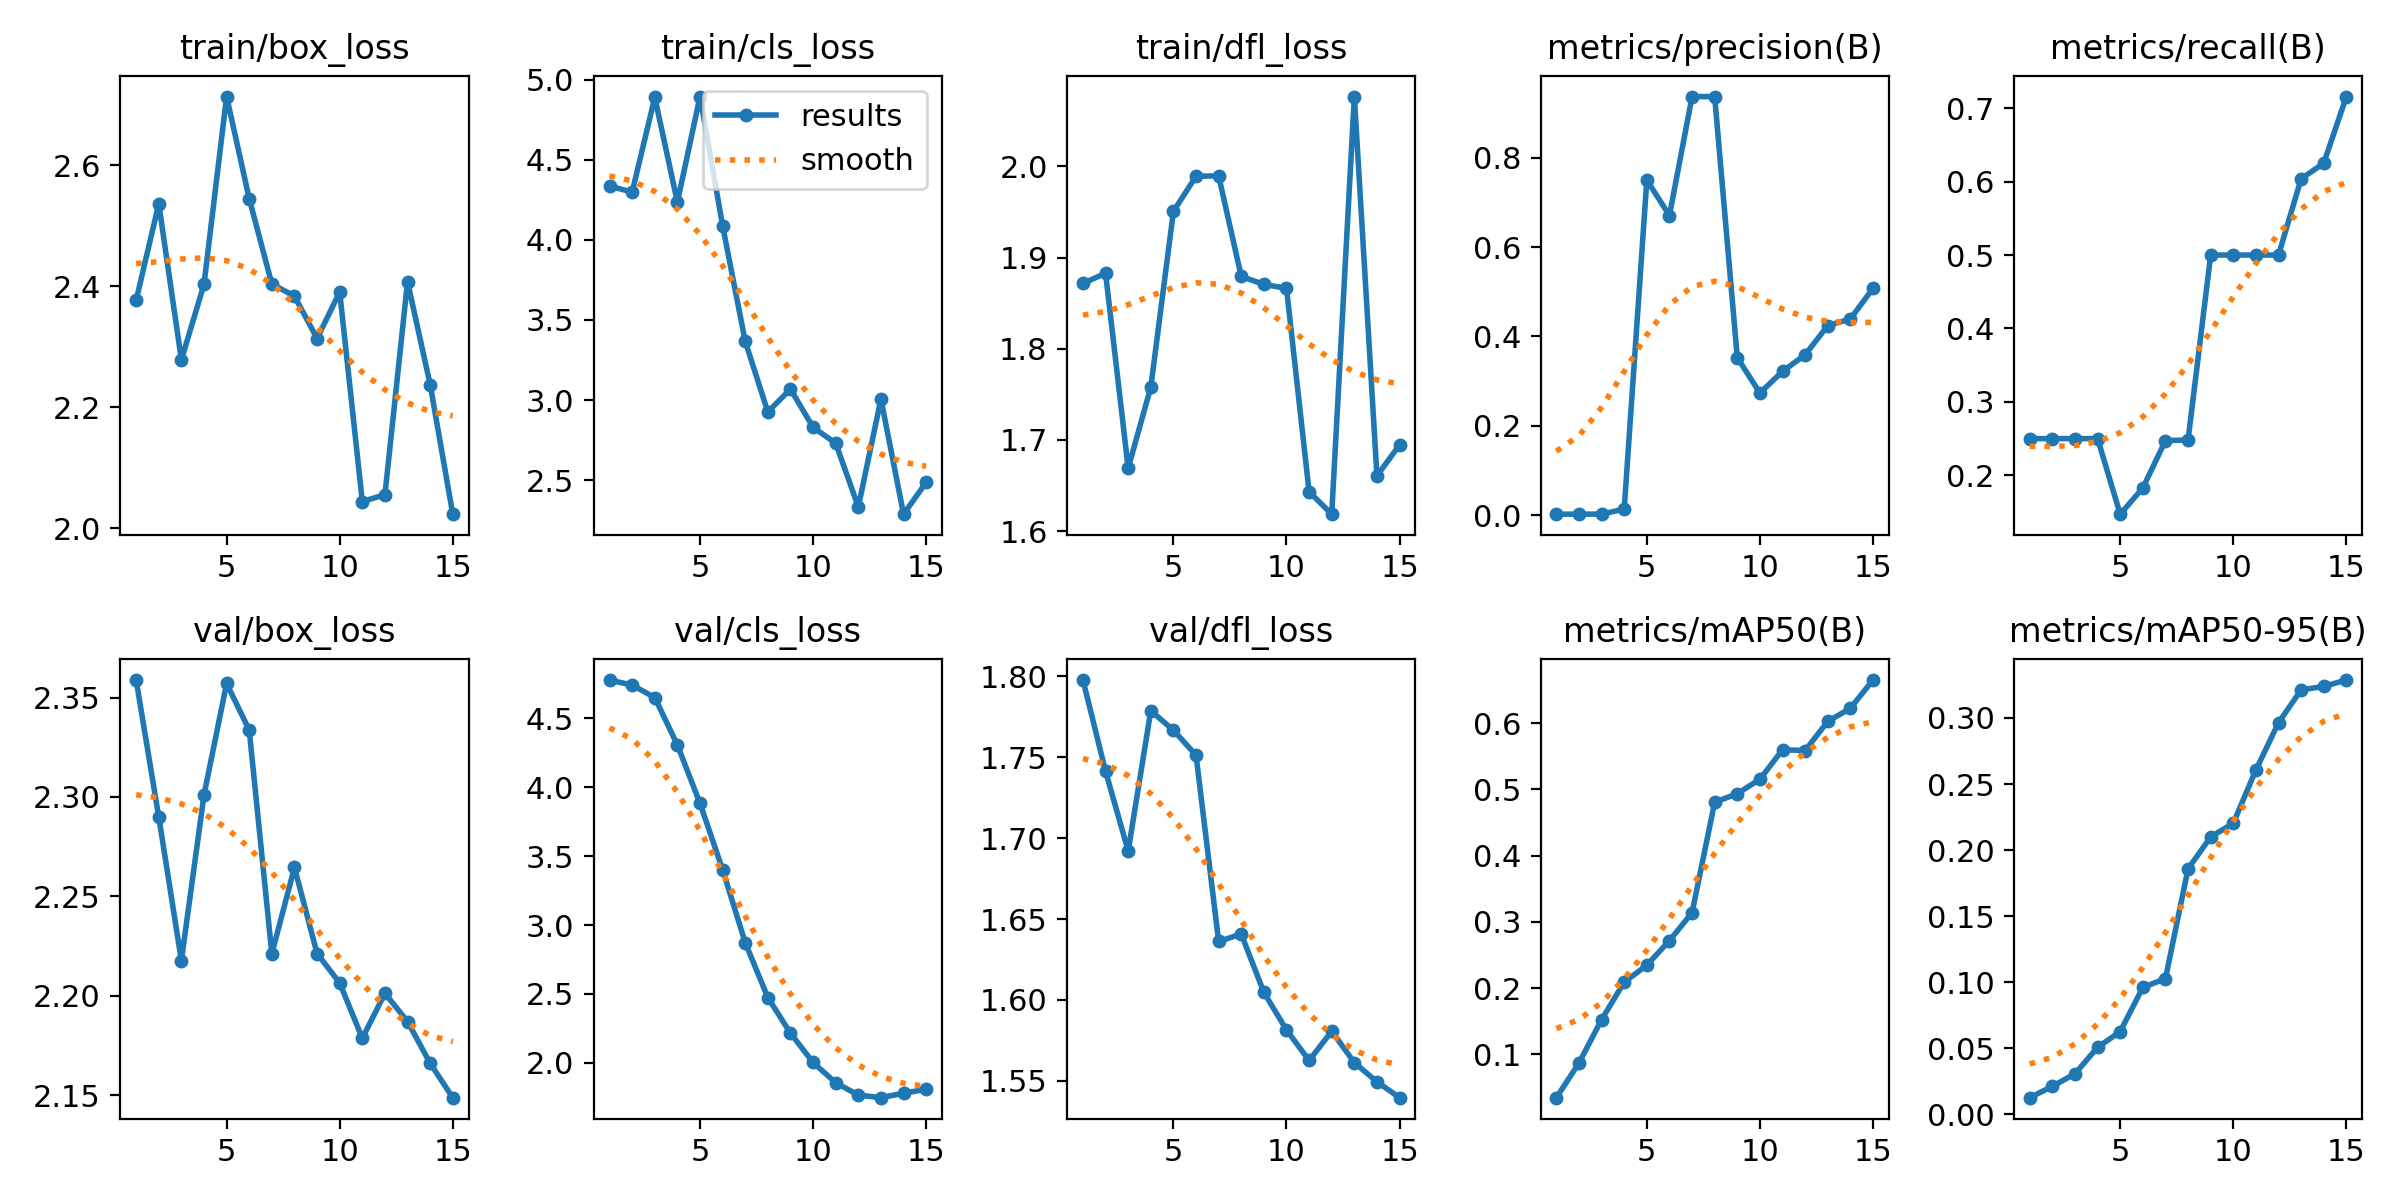 train/box_loss
train/cls_loss
train/dfl_loss
metrics/precision(B)
metrics/recall(B)
2.6
2.4
2.2
2.0
5 10 15
5.0
4.5
4.0
3.5
3.0
2.5
results
smooth
5 10 15
2.0
1.9
1.8
1.7
1.6
5 10 15
0.8
0.6
0.4
0.2
0.0
5 10 15
0.7
0.6
0.5
0.4
0.3
0.2
5 10 15
val/box_loss
val/cls_loss
val/dfl_loss
metrics/mAP50(B)
metrics/mAP50-95(B)
2.35
2.30
2.25
2.20
2.15
5 10 15
4.5
4.0
3.5
3.0
2.5
2.0
5 10 15
1.80
1.75
1.70
1.65
1.60
1.55
5 10 15
0.6
0.5
0.4
0.3
0.2
0.1
5 10 15
0.30
0.25
0.20
0.15
0.10
0.05
0.00
5 10 15